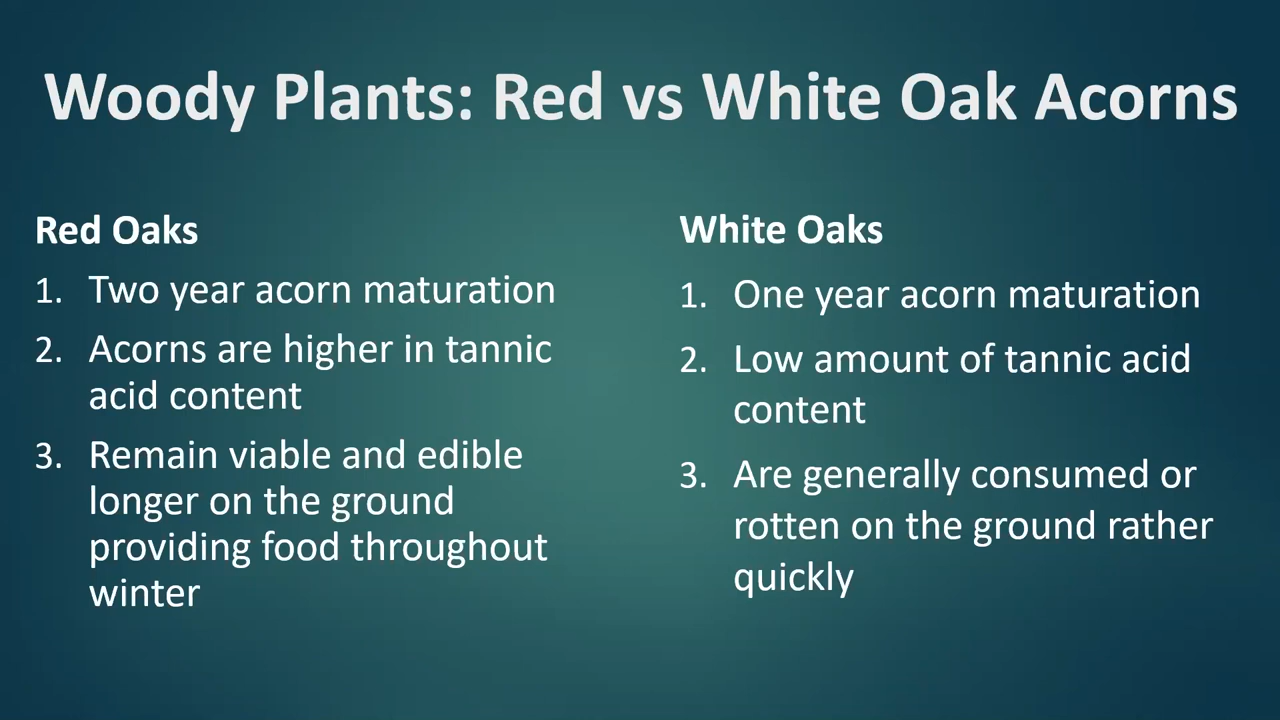 Woody Plants: Red vs White Oak Acorns
Red Oaks
1. Two year acorn maturation
2. Acorns are higher in tannic
acid content
3. Remain viable and edible
longer on the ground
providing food throughout
winter
White Oaks
1. One year acorn maturation
2. Low amount of tannic acid
content
3. Are generally consumed or
rotten on the ground rather
quickly